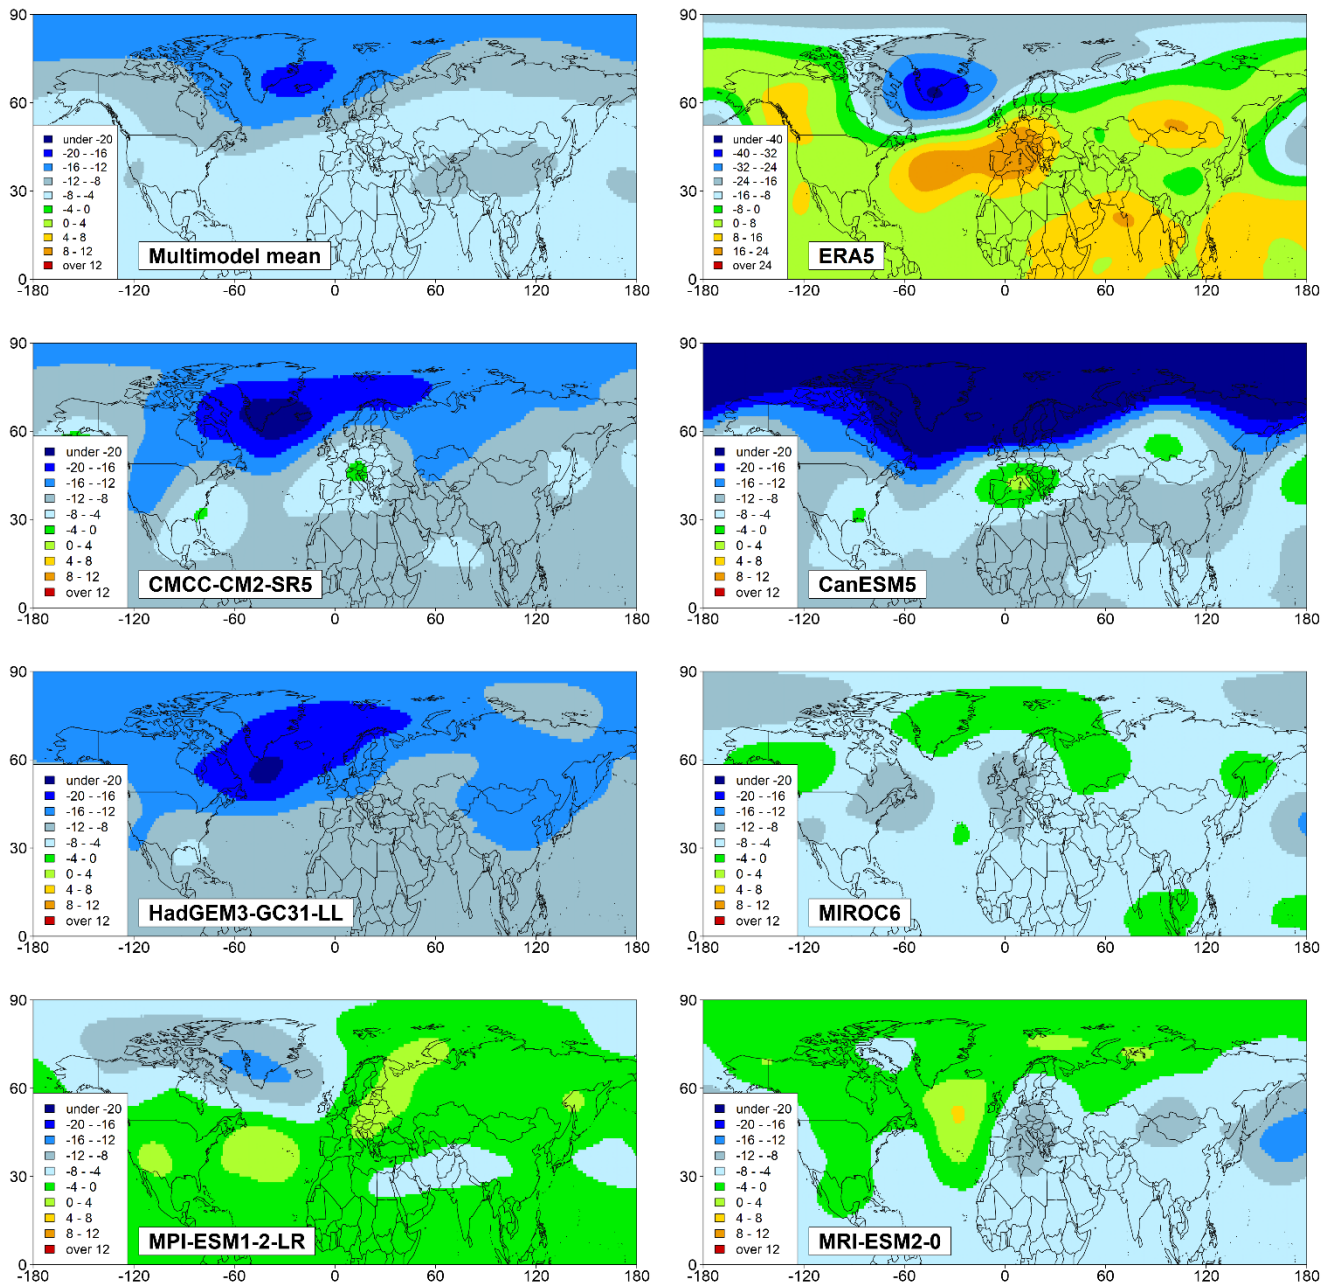 90
60
30
0
-180
-120
-60
0
60
120
180
under -20
-20 - -16
-16 - -12
-12 - -8
-8 - -4
-4 - 0
0 - 4
4 - 8
8 - 12
over 12
Multimodel mean
90
60
30
0
-180
-120
-60
0
60
120
180
under -40
-40 - -32
-32 - -24
-24 - -16
-16 - -8
-8 - 0
0 - 8
8 - 16
16 - 24
over 24
ERA5
90
60
30
0
-180
-120
-60
0
60
120
180
under -20
-20 - -16
-16 - -12
-12 - -8
-8 - -4
-4 - 0
0 - 4
4 - 8
8 - 12
over 12
CMCC-CM2-SR5
90
60
30
0
-180
-120
-60
0
60
120
180
under -20
-20 - -16
-16 - -12
-12 - -8
-8 - -4
-4 - 0
0 - 4
4 - 8
8 - 12
over 12
CanESM5
90
60
30
0
-180
-120
-60
0
60
120
180
under -20
-20 - -16
-16 - -12
-12 - -8
-8 - -4
-4 - 0
0 - 4
4 - 8
8 - 12
over 12
HadGEM3-GC31-LL
90
60
30
0
-180
-120
-60
0
60
120
180
under -20
-20 - -16
-16 - -12
-12 - -8
-8 - -4
-4 - 0
0 - 4
4 - 8
8 - 12
over 12
MIROC6
90
60
30
0
-180
-120
-60
0
60
120
180
under -20
-20 - -16
-16 - -12
-12 - -8
-8 - -4
-4 - 0
0 - 4
4 - 8
8 - 12
over 12
MPI-ESM1-2-LR
90
60
30
0
-180
-120
-60
0
60
120
180
under -20
-20 - -16
-16 - -12
-12 - -8
-8 - -4
-4 - 0
0 - 4
4 - 8
8 - 12
over 12
MRI-ESM2-0